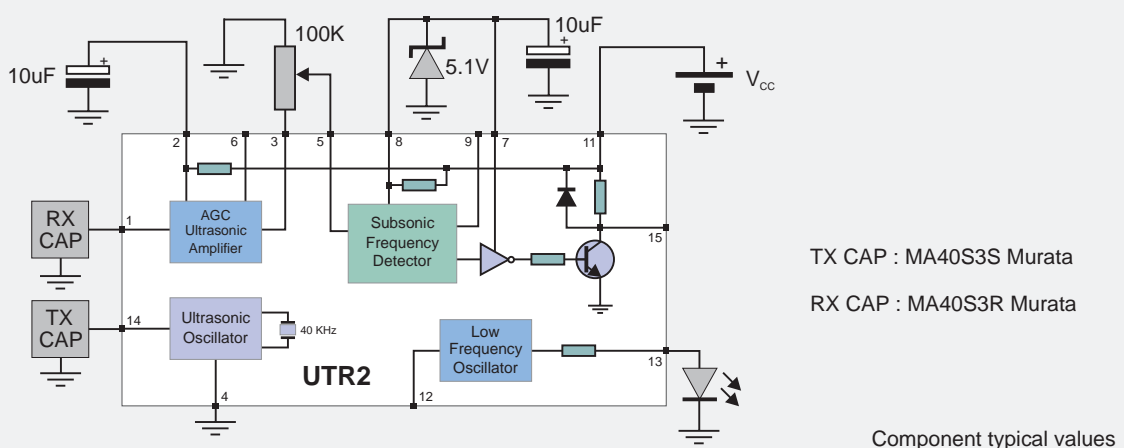 10uF
+
100K
5.1V
10uF
+
+
VCC
2
6
3
5
8
9
7
11
RX
CAP
1
AGC
Ultrasonic
Amplifier
Subsonic
Frequency
Detector
15
TX CAP : MA40S3S Murata
RX CAP : MA40S3R Murata
TX
CAP
14
Ultrasonic
Oscillator
40 KHz
Low
Frequency
Oscillator
13
UTR2
4
12
Component typical values